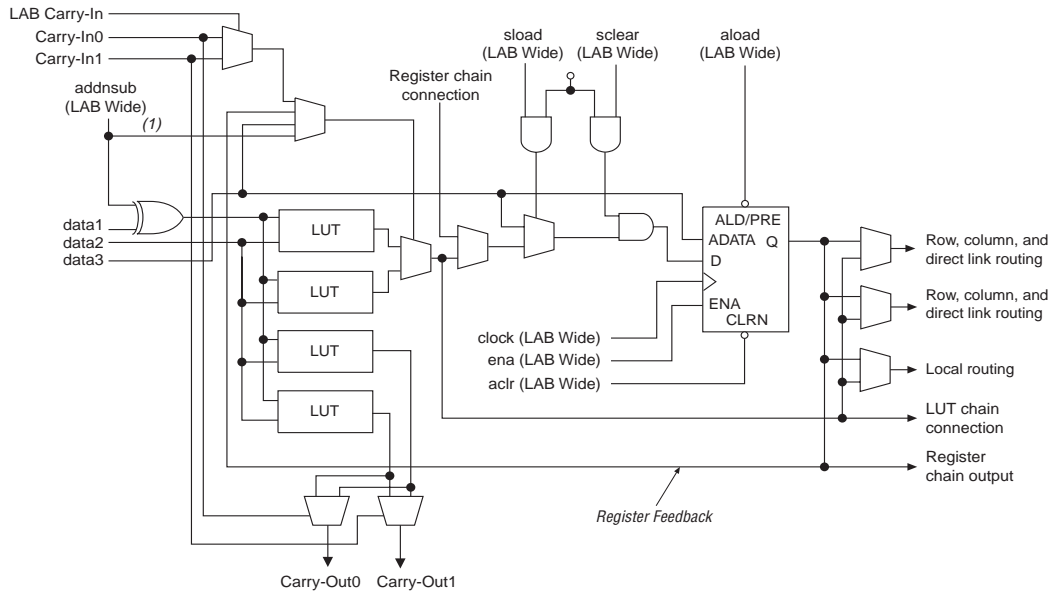 LAB Carry-In
Carry-In0
Carry-In1
addnsub
(LAB Wide)
(1)
Register chain
connection
sload
(LAB Wide)
sclear
(LAB Wide)
aload
(LAB Wide)
data1
data2
data3
LUT
LUT
LUT
LUT
ALD/PRE
ADATA
Q
D
ENA
CLRN
clock (LAB Wide)
ena (LAB Wide)
aclr (LAB Wide)
Row, column, and
direct link routing
Row, column, and
direct link routing
Local routing
LUT chain
connection
Register
chain output
Register Feedback
Carry-Out0
Carry-Out1